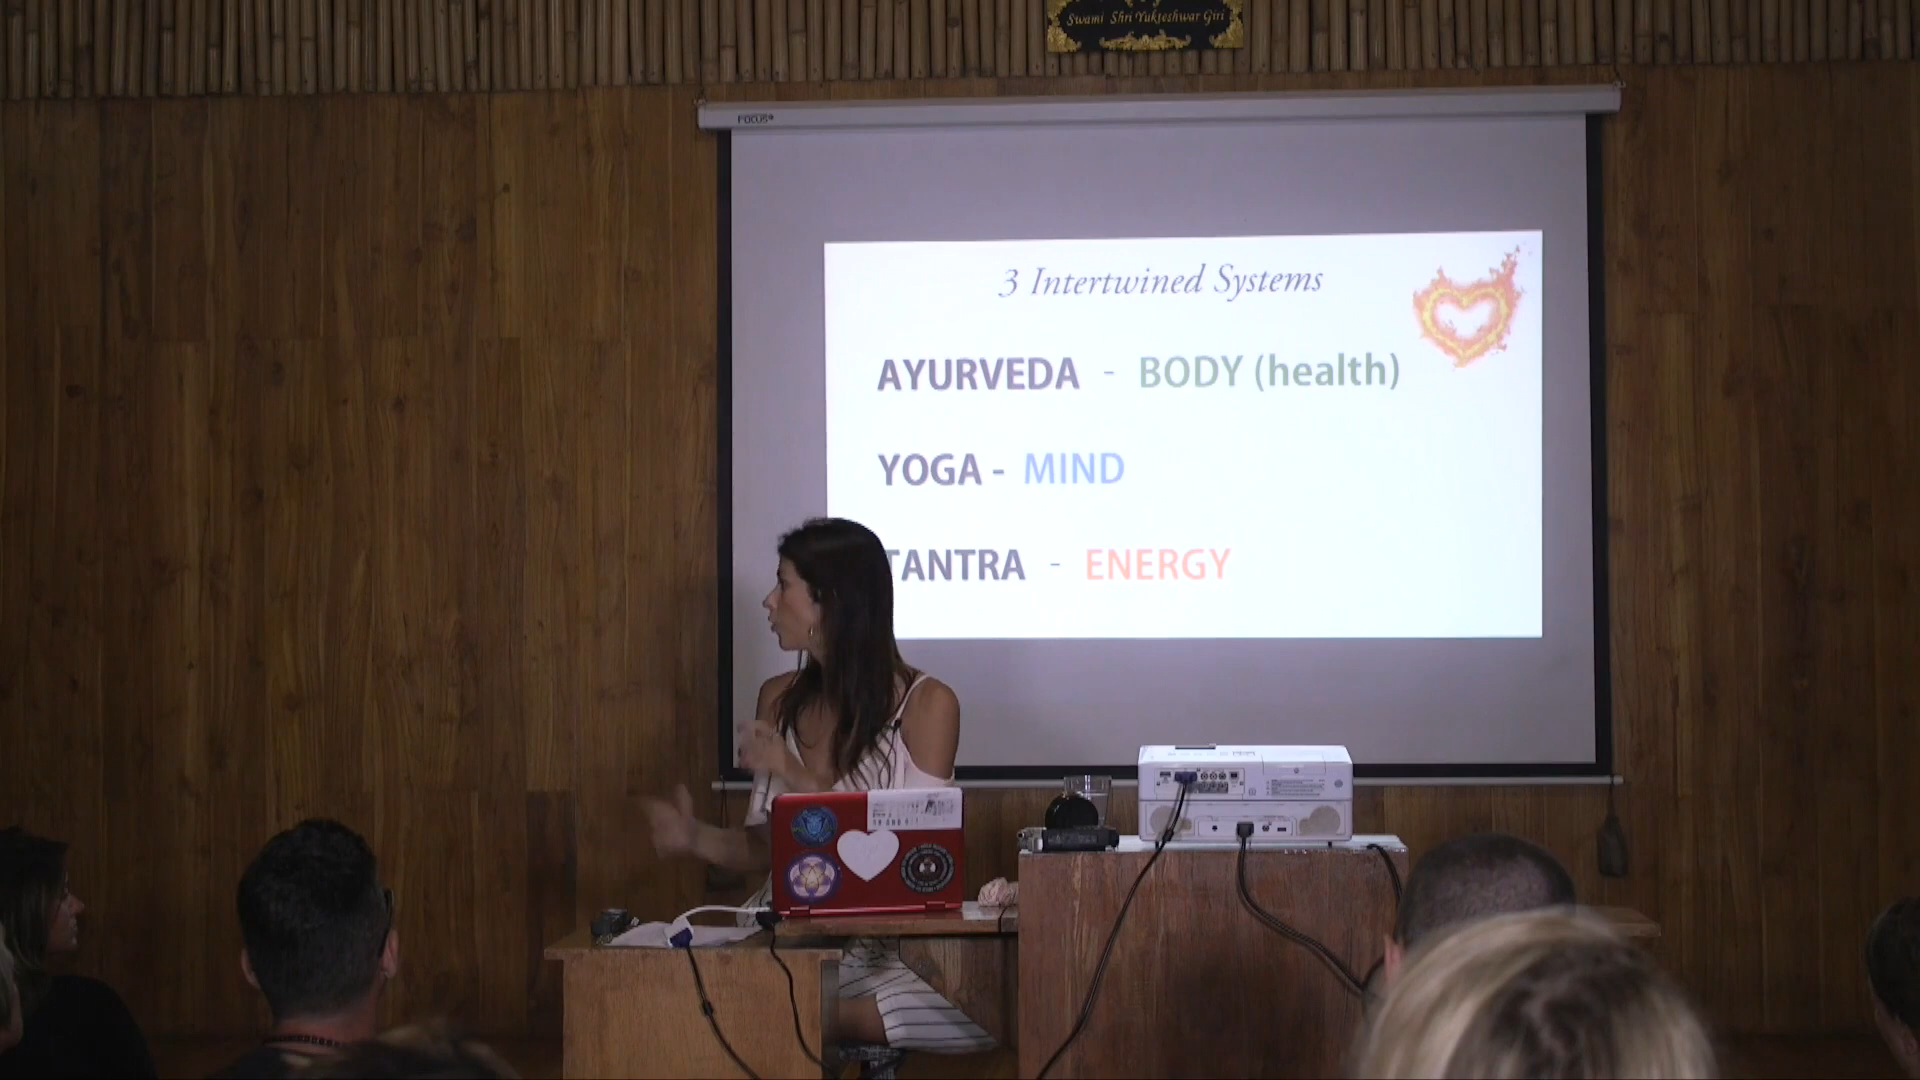 Swami Shri Yukteshwar Giri
FOCUS
3 Intertwined Systems
AYURVEDA - BODY (health)
YOGA - MIND
TANTRA - ENERGY